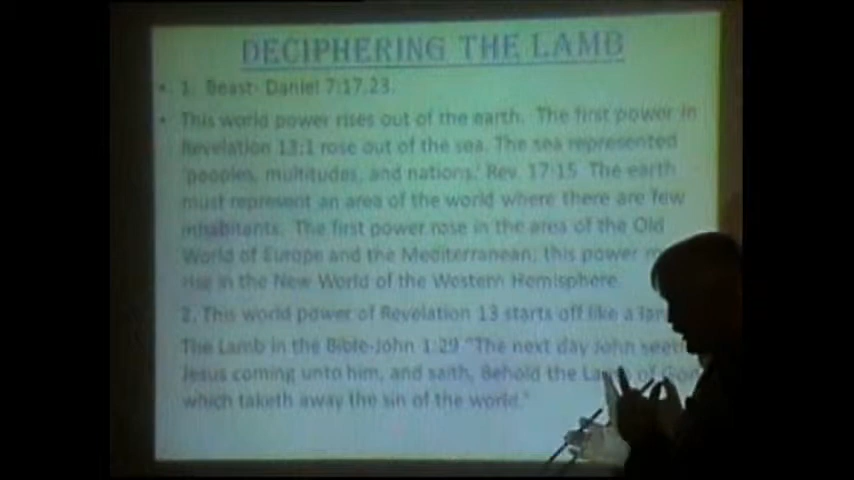 DECIPHERING THE LAMB
• 1. Beast- Daniel 7:17,23.
• This world power rises out of the earth. The first power in
Revelation 13:1 rose out of the sea. The sea represented
'peoples, multitudes, and nations.' Rev. 17:15 The earth
must represent an area of the world where there are few
inhabitants. The first power rose in the area of the Old
World of Europe and the Mediterranean; this power
rise in the New World of the Western Hemisphere.
2. This world power of Revelation 13 starts off like a
The Lamb in the Bible-John 1:29 "The next day John
Jesus coming unto him, and saith, Behold the of
which taketh away the sin of the world."